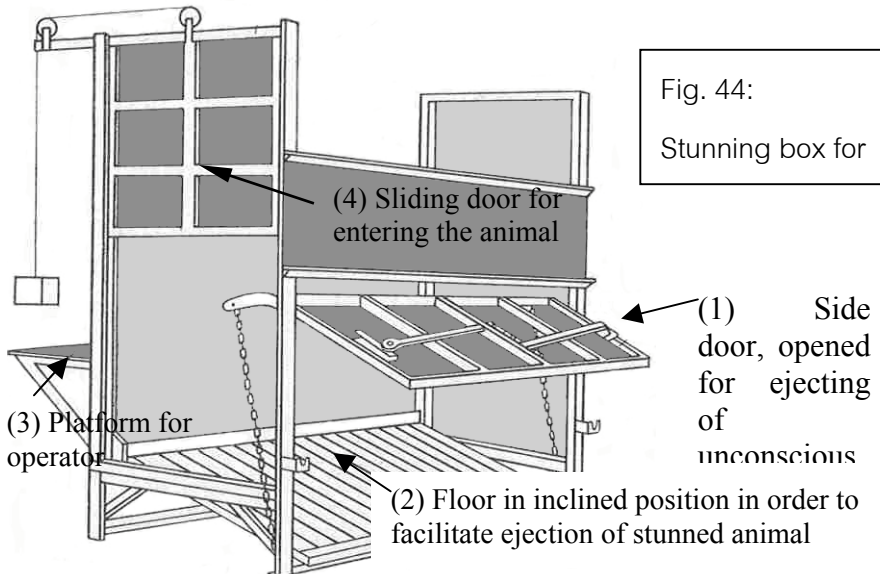 Fig. 44:
Stunning box for
(4) Sliding door for
entering the animal
(1) Side
door, opened
for ejecting
of
unconscious
(3) Platform for
operator
(2) Floor in inclined position in order to
facilitate ejection of stunned animal